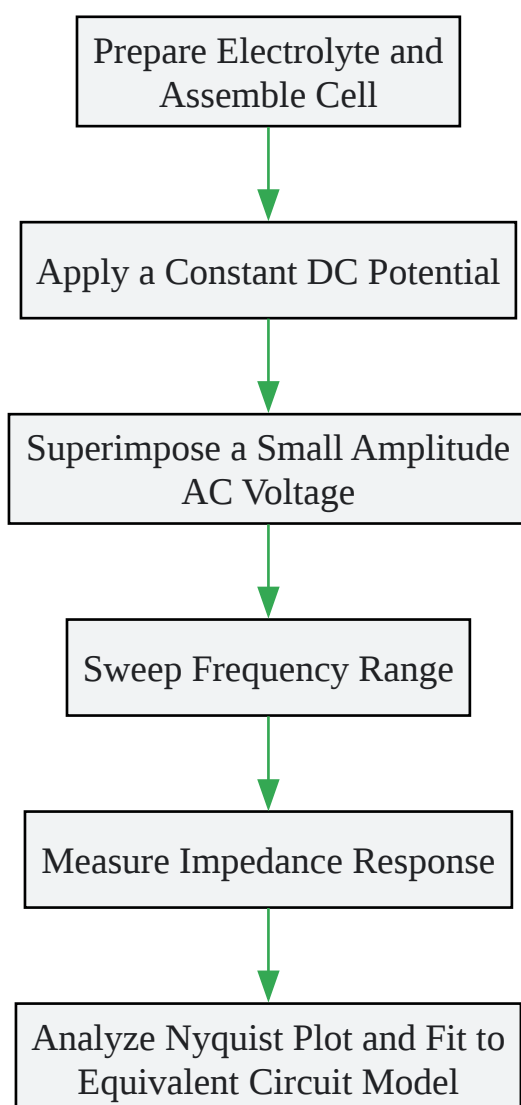 Prepare Electrolyte and
Assemble Cell
Apply a Constant DC Potential
Superimpose a Small Amplitude
AC Voltage
Sweep Frequency Range
Measure Impedance Response
Analyze Nyquist Plot and Fit to
Equivalent Circuit Model